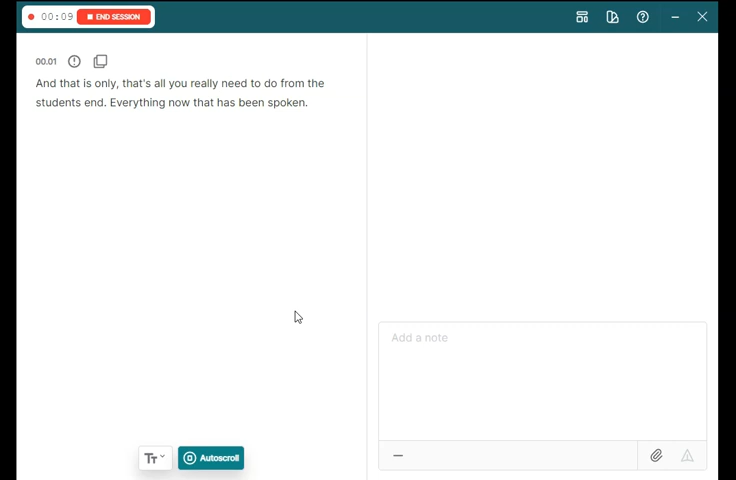 00:09 END SESSION
00.01
And that is only, that's all you really need to do from the
students end. Everything now that has been spoken.
Add a note
TT
Autoscroll